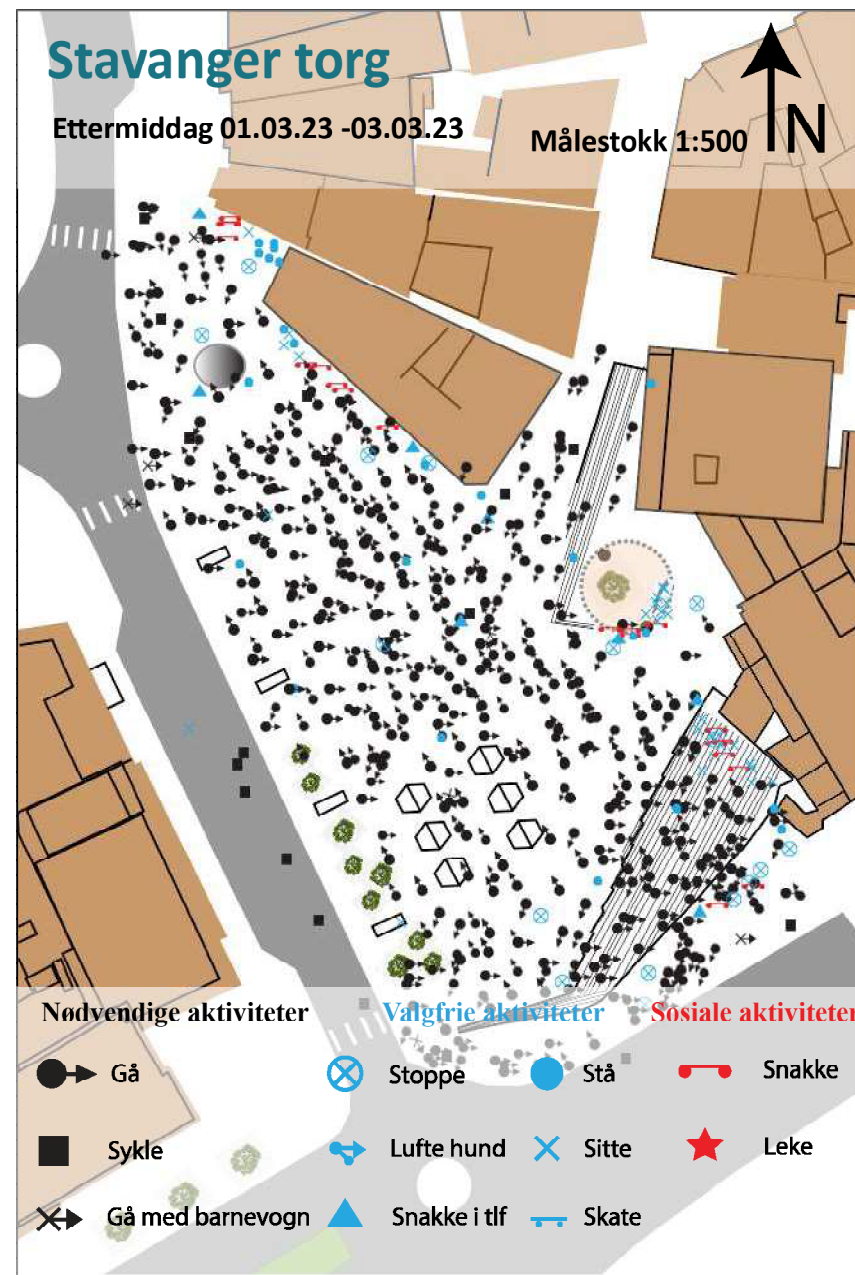 Stavanger torg
Ettermiddag 01.03.23 -03.03.23
Målestokk 1:500
N
Nødvendige aktiviteter
Valgfrie aktiviteter
Sosiale aktiviteter
Gå
Stoppe
Stå
Snakke
Sykle
Lufte hund
Sitte
Leke
Gå med barnevogn
Snakke i tlf
Skate